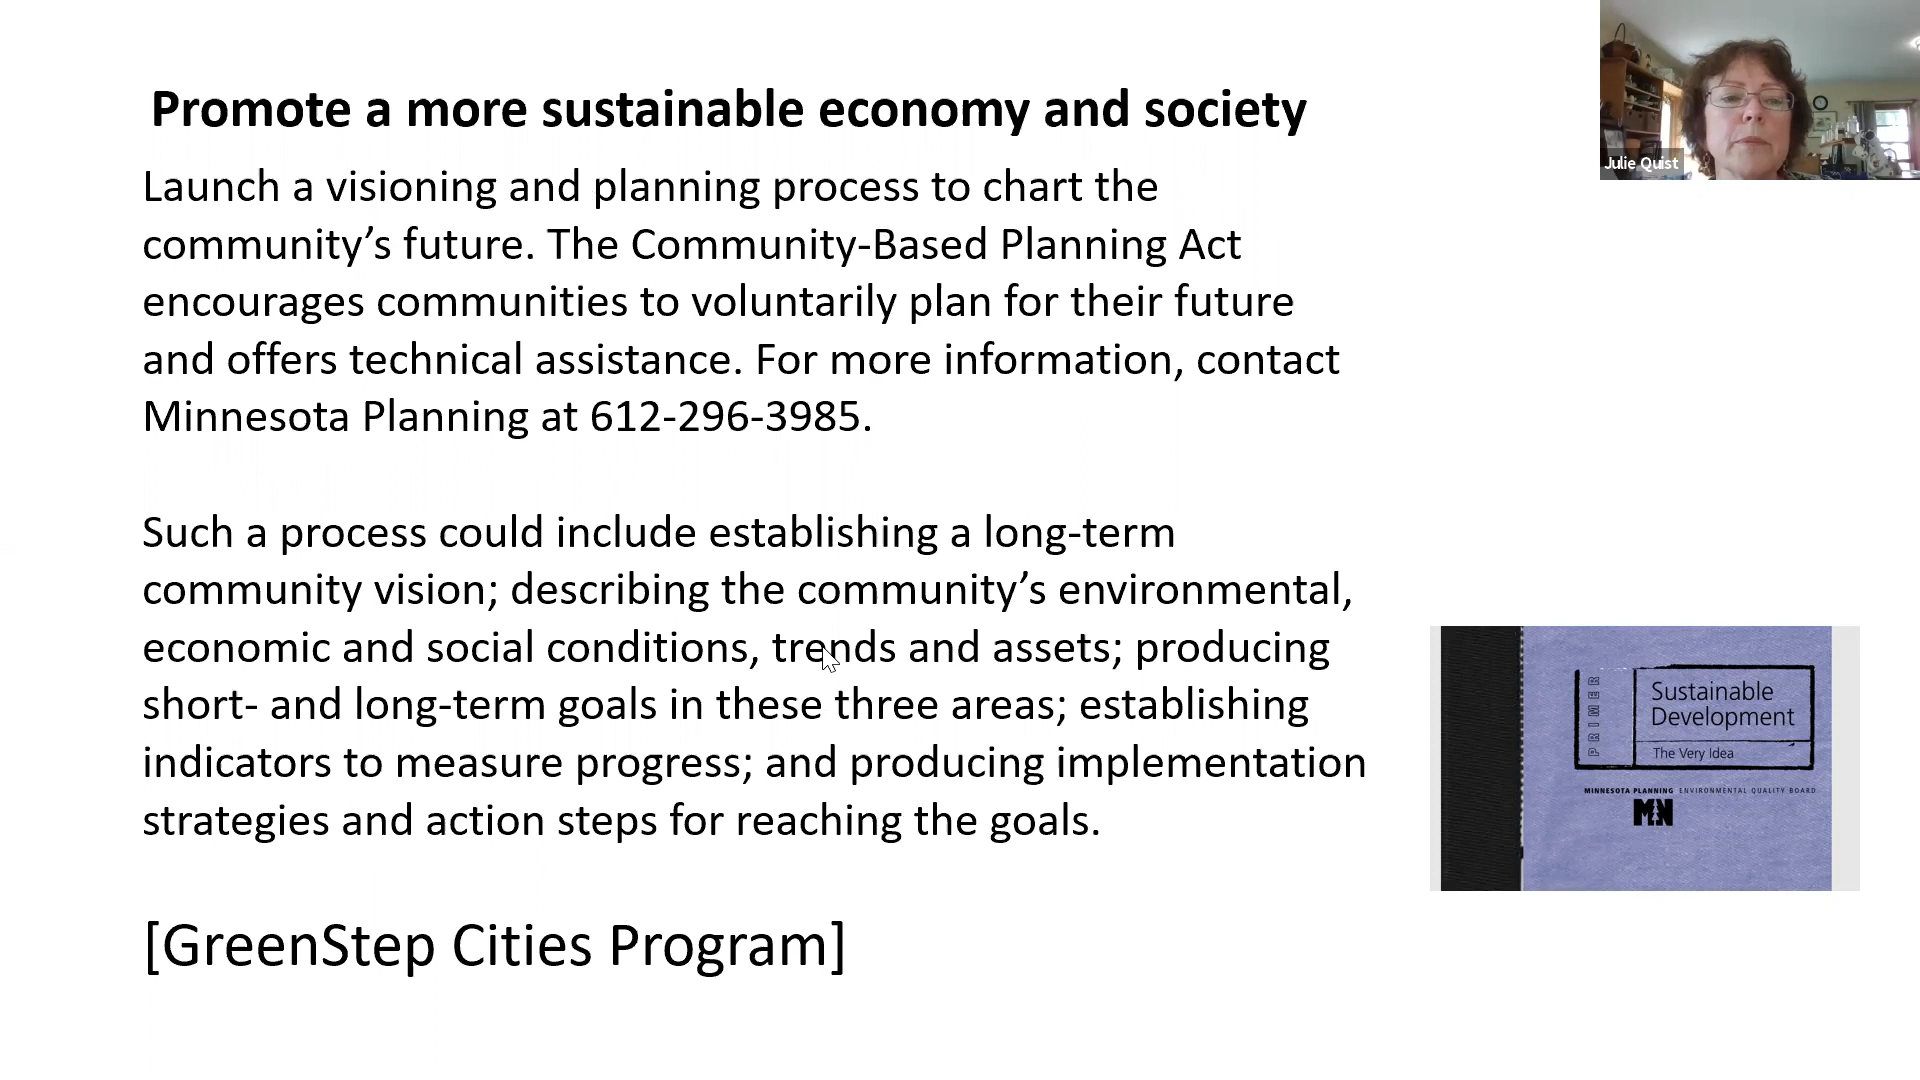 Promote a more sustainable economy and society
Launch a visioning and planning process to chart the
community’s future. The Community-Based Planning Act
encourages communities to voluntarily plan for their future
and offers technical assistance. For more information, contact
Minnesota Planning at 612-296-3985.
Such a process could include establishing a long-term
community vision; describing the community’s environmental,
economic and social conditions, trends and assets; producing
short- and long-term goals in these three areas; establishing
indicators to measure progress; and producing implementation
strategies and action steps for reaching the goals.
[GreenStep Cities Program]
Julie Quist
PRIMER
Sustainable
Development
The Very Idea
MINNESOTA PLANNING ENVIRONMENTAL QUALITY BOARD
MN